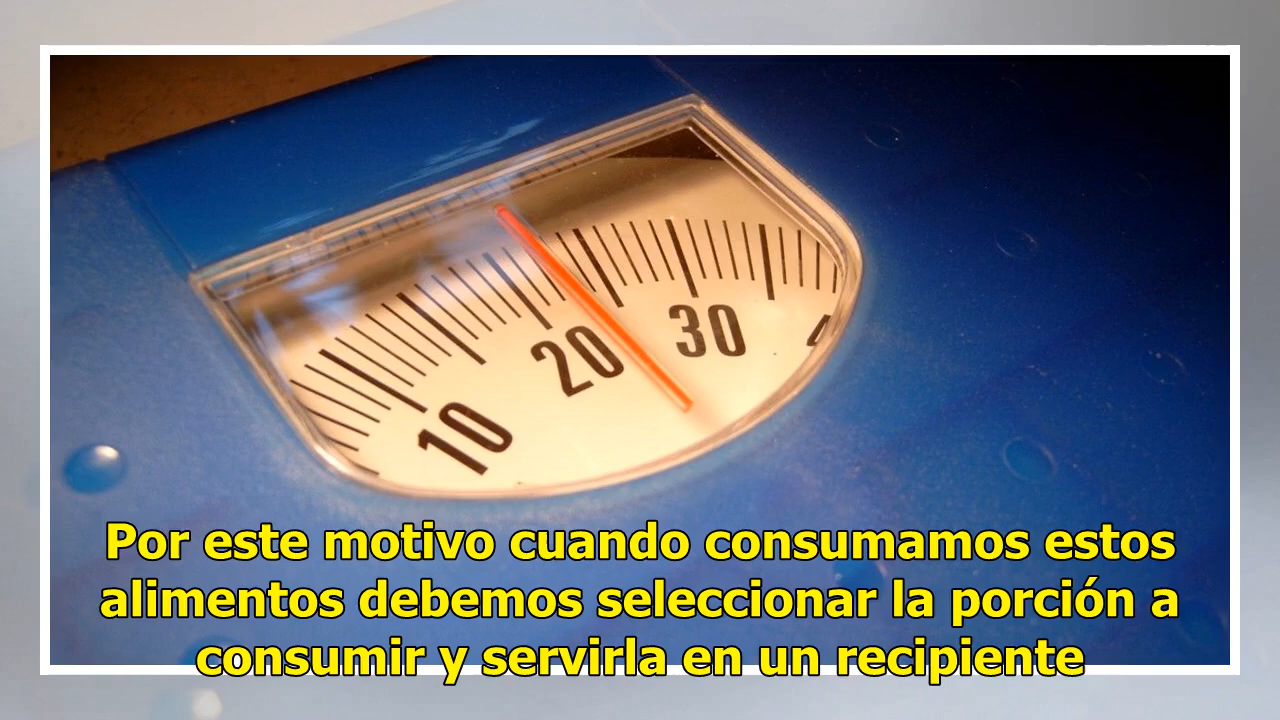 10 20 30
Por este motivo cuando consumamos estos
alimentos debemos seleccionar la porción a
consumir y servirla en un recipiente